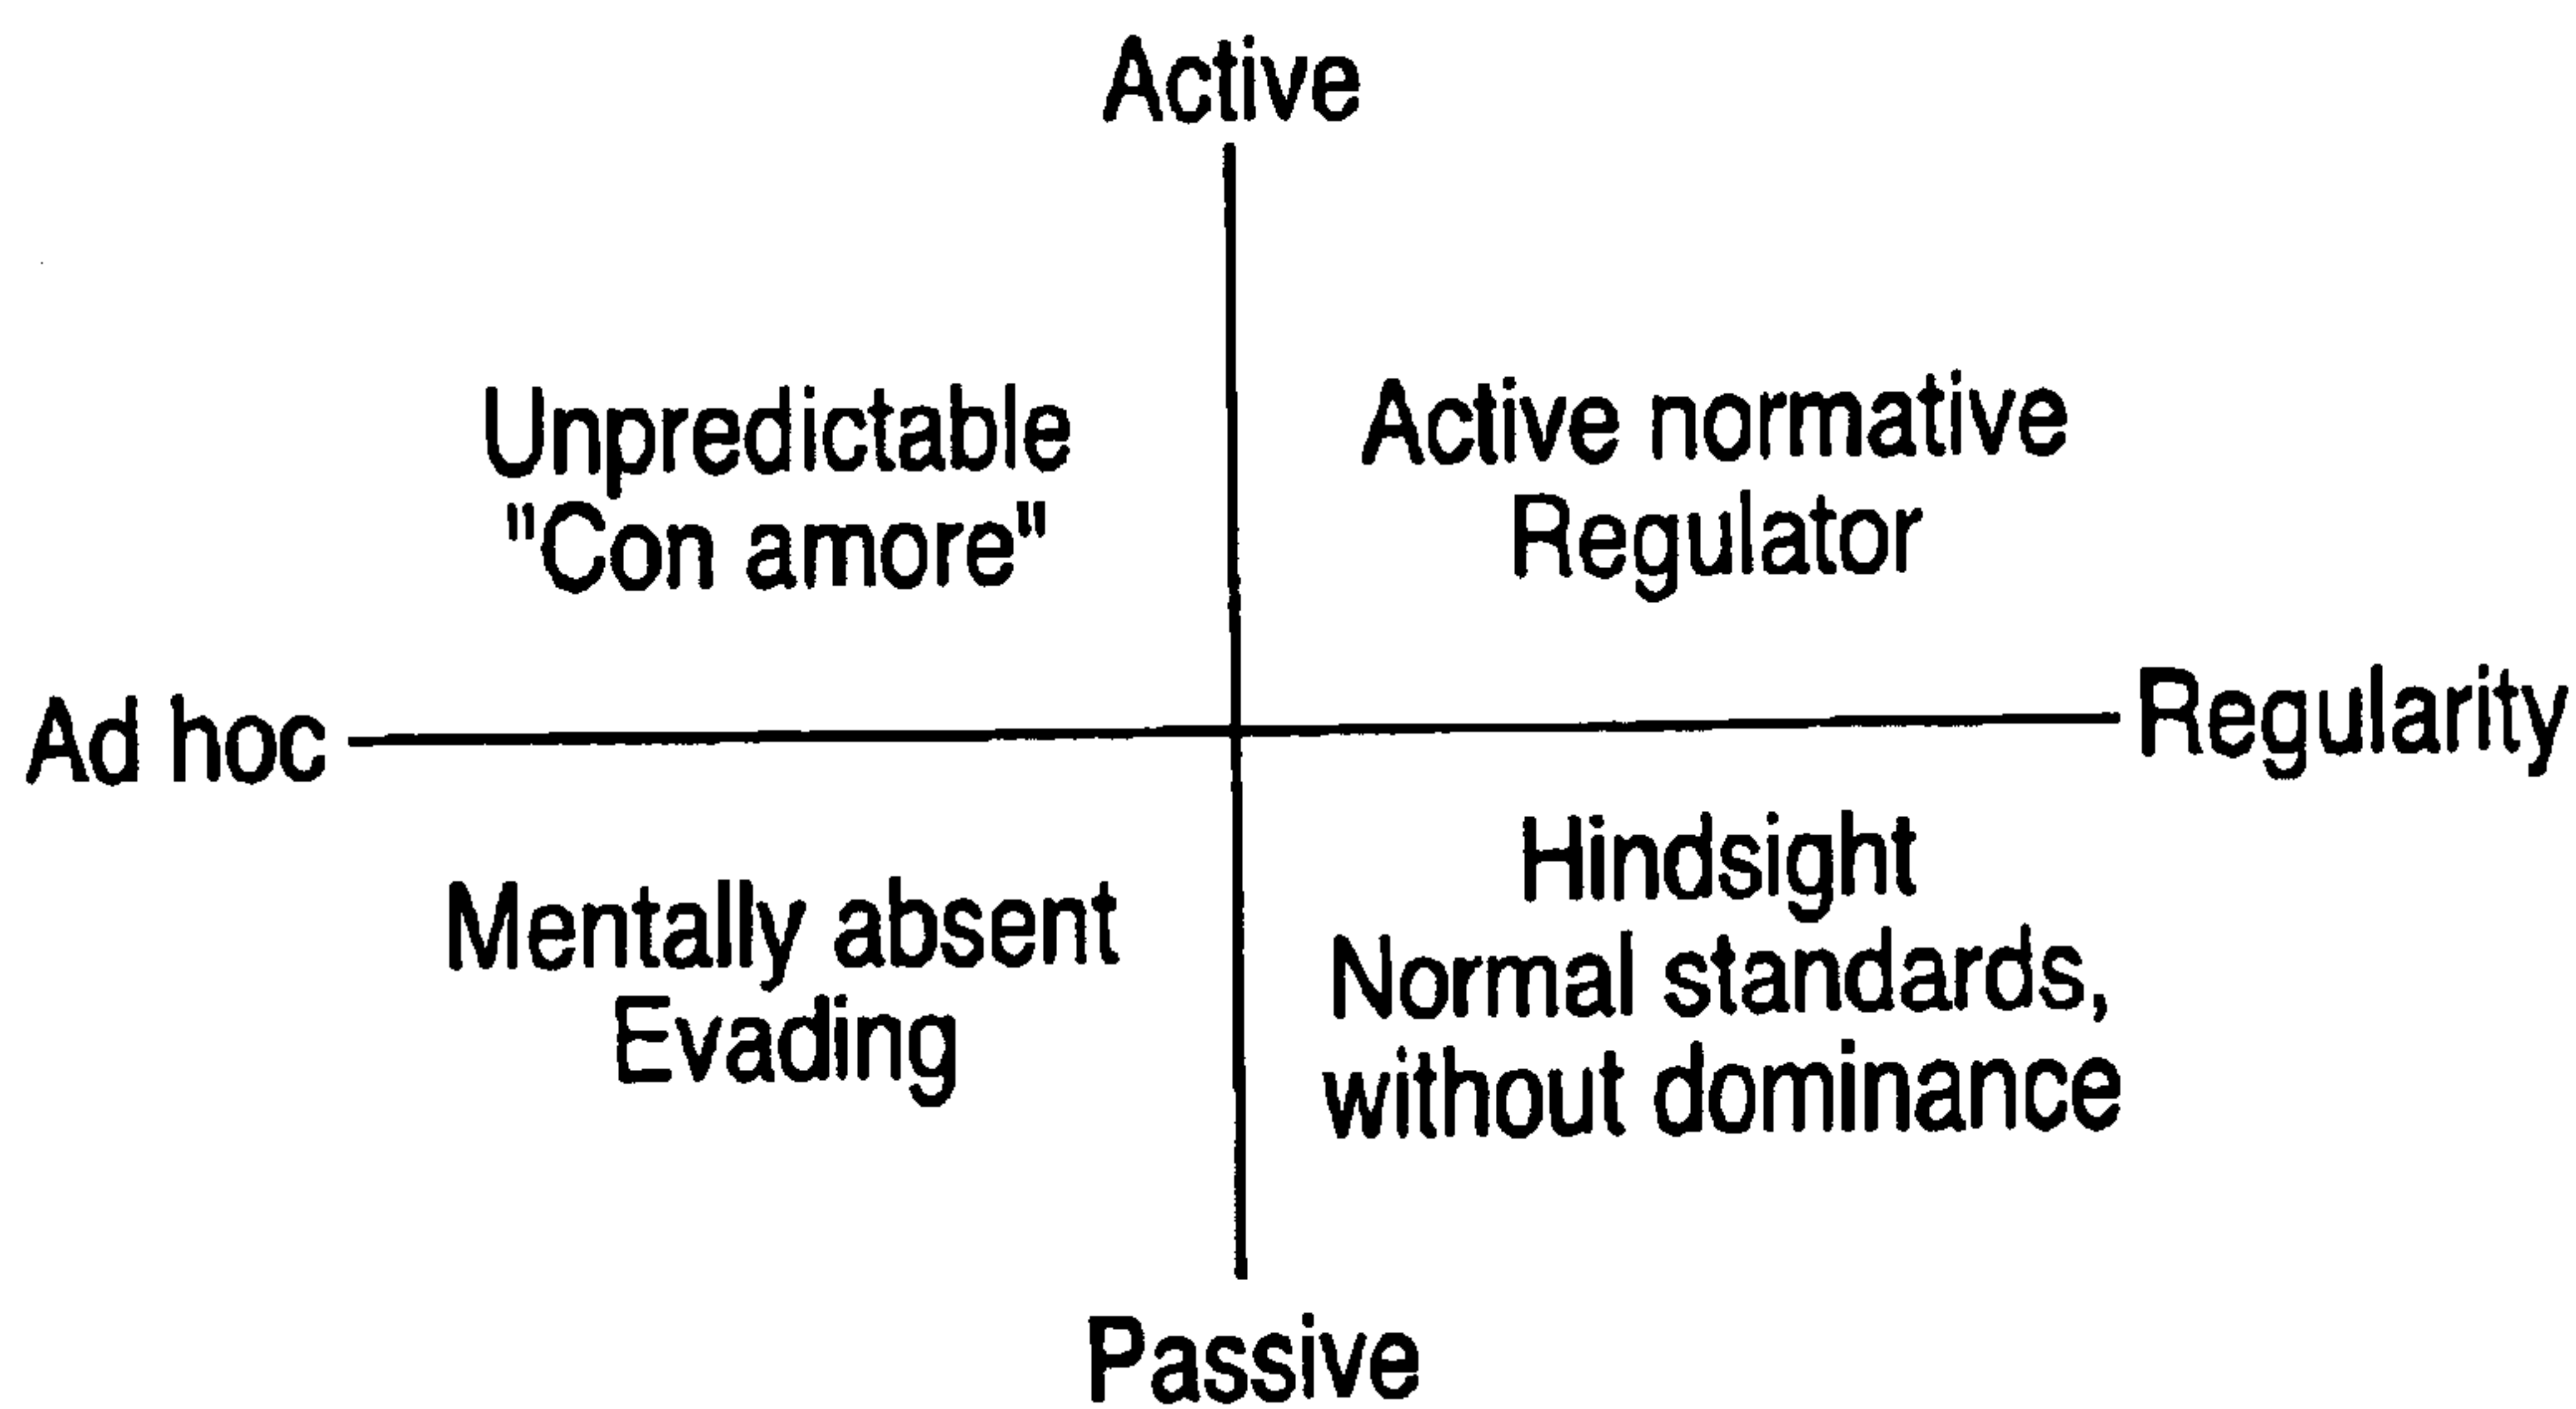 Active
Unpredictable
"Con amore"
Active normative
Regulator
Ad hoc
Regularity
Mentally absent
Evading
Hindsight
Normal standards,
without dominance
Passive